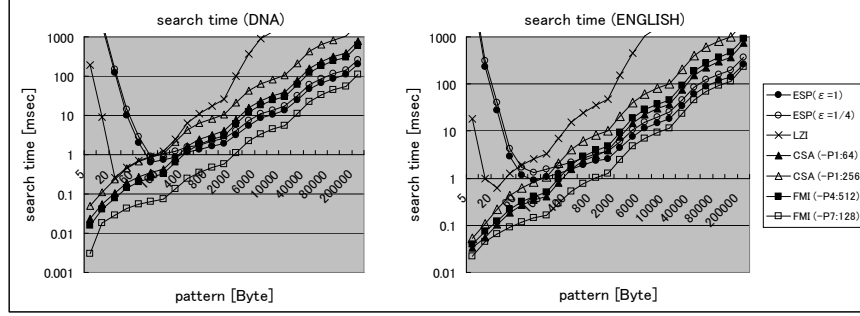 search time (DNA)
1000
100
10
1
0.1
0.01
0.001
search time [msec]
5
20
400
800
2000
6000
10000
40000
80000
200000
pattern [Byte]
search time (ENGLISH)
1000
100
10
1
0.1
0.01
search time [msec]
5
20
400
800
2000
6000
10000
40000
80000
200000
pattern [Byte]
ESP(ε=1)
ESP(ε=1/4)
LZI
CSA (-P1:64)
CSA (-P1:256)
FMI (-P4:512)
FMI (-P7:128)